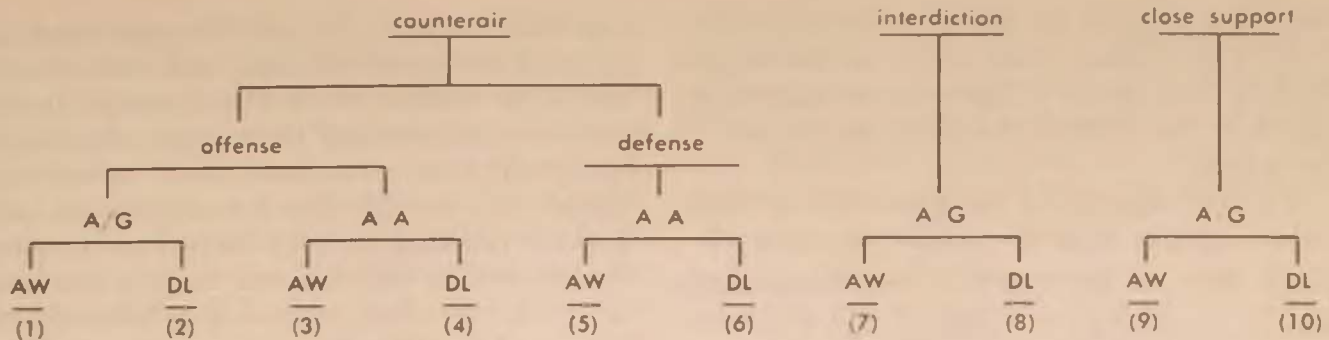 counterair interdiction close support
offense defense
A/G A A A A A G A G
AW DL AW DL AW DL AW DL AW DL
(1) (2) (3) (4) (5) (6) (7) (8) (9) (10)